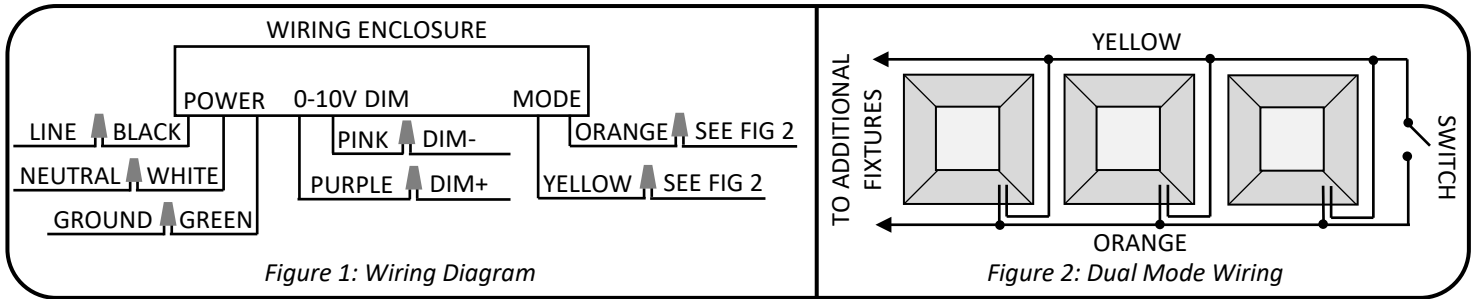 WIRING ENCLOSURE
POWER 0-10V DIM MODE
LINE BLACK
NEUTRAL WHITE
GROUND GREEN
PINK DIM-
PURPLE DIM+
ORANGE SEE FIG 2
YELLOW SEE FIG 2
Figure 1: Wiring Diagram
YELLOW
TO ADDITIONAL
FIXTURES
SWITCH
ORANGE
Figure 2: Dual Mode Wiring